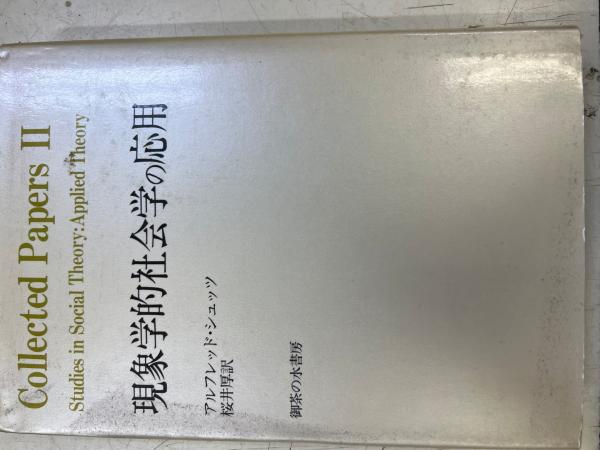 Collected Papers II
Studies in Social Theory: Applied Theory
現象学的社会学の応用
アルフレッド・シュッツ
桜井厚訳
御茶の水書房